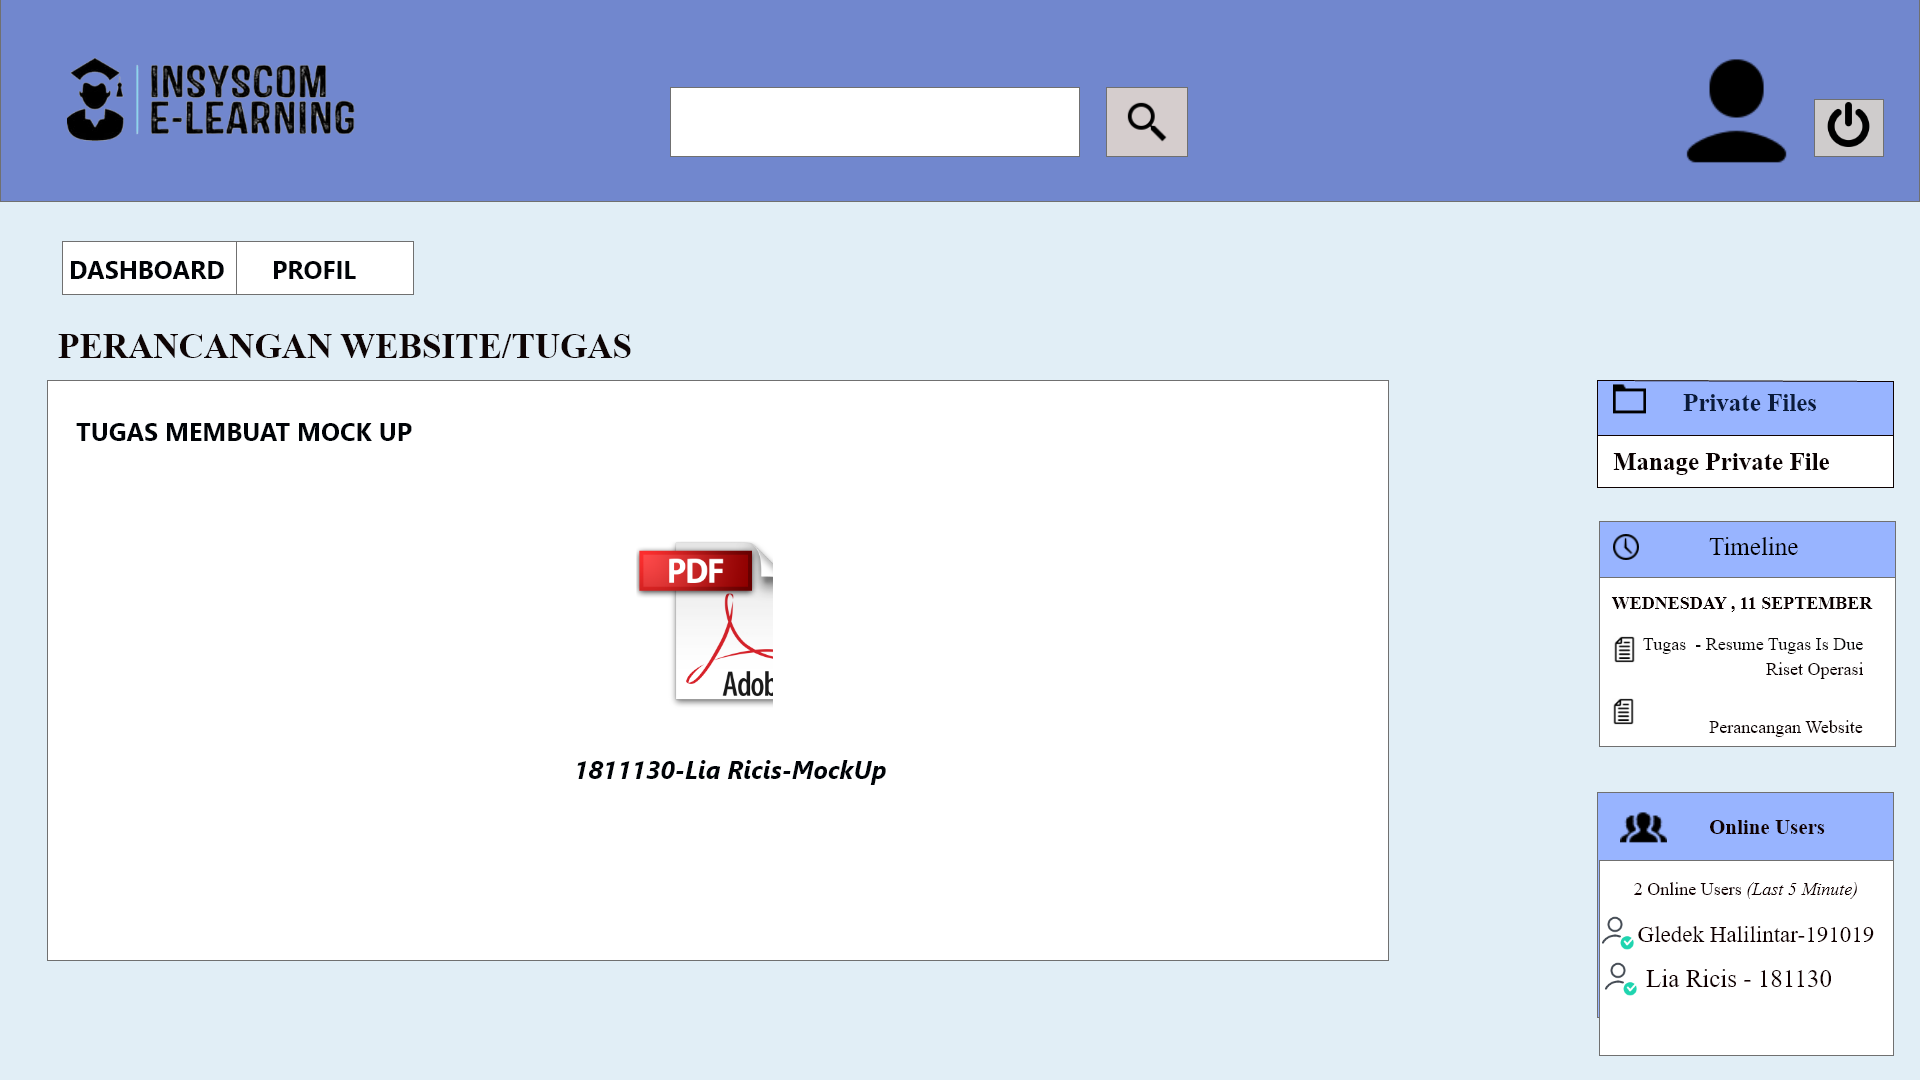 INSYSCOM
E-LEARNING
DASHBOARD
PROFIL
PERANCANGAN WEBSITE/TUGAS
TUGAS MEMBUAT MOCK UP
PDF
Adob
1811130-Lia Ricis-MockUp
Private Files
Manage Private File
Timeline
WEDNESDAY , 11 SEPTEMBER
Tugas - Resume Tugas Is Due
Riset Operasi
Perancangan Website
Online Users
2 Online Users (Last 5 Minute)
Gledek Halilintar-191019
Lia Ricis - 181130